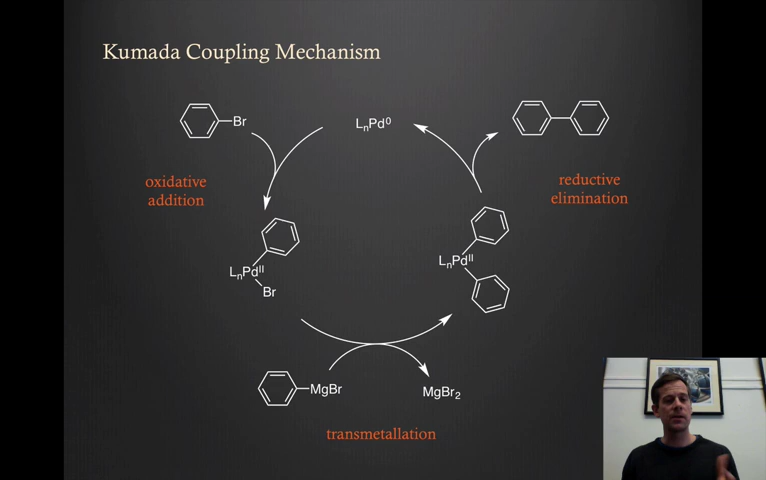 Kumada Coupling Mechanism
Br
LnPd⁰
oxidative
addition
reductive
elimination
LnPdII
Br
LnPdII
MgBr
MgBr2
transmetallation